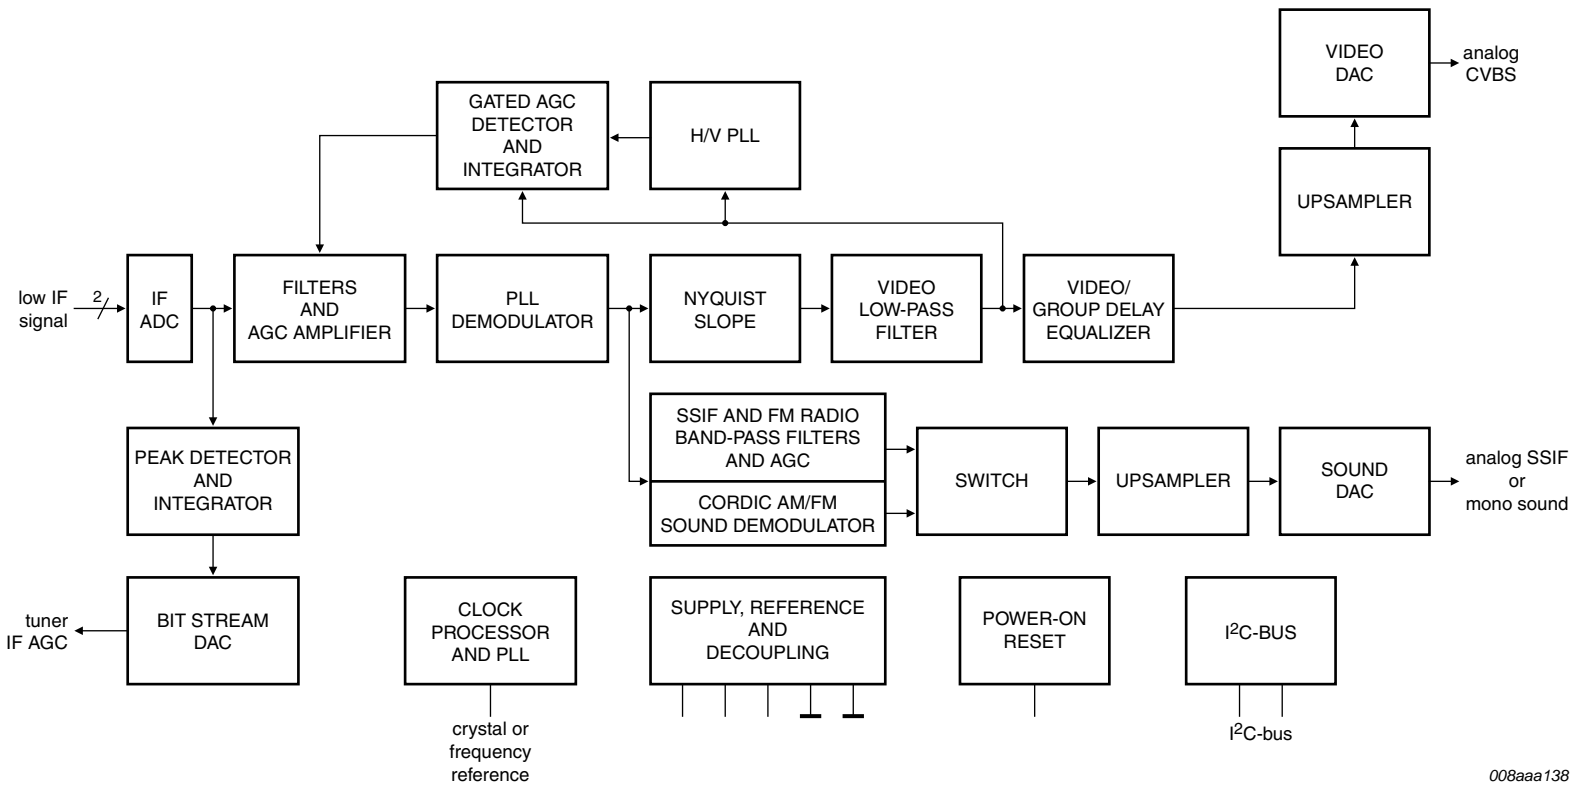 VIDEO
DAC
analog
CVBS
GATED AGC
DETECTOR
AND
INTEGRATOR
H/V PLL
UPSAMPLER
low IF
signal
2
IF
ADC
FILTERS
AND
AGC AMPLIFIER
PLL
DEMODULATOR
NYQUIST
SLOPE
VIDEO
LOW-PASS
FILTER
VIDEO/
GROUP DELAY
EQUALIZER
PEAK DETECTOR
AND
INTEGRATOR
SSIF AND FM RADIO
BAND-PASS FILTERS
AND AGC
CORDIC AM/FM
SOUND DEMODULATOR
SWITCH
UPSAMPLER
SOUND
DAC
analog SSIF
or
mono sound
tuner
IF AGC
BIT STREAM
DAC
CLOCK
PROCESSOR
AND PLL
crystal or
frequency
reference
SUPPLY, REFERENCE
AND
DECOUPLING
POWER-ON
RESET
I²C-BUS
I²C-bus
008aaa138